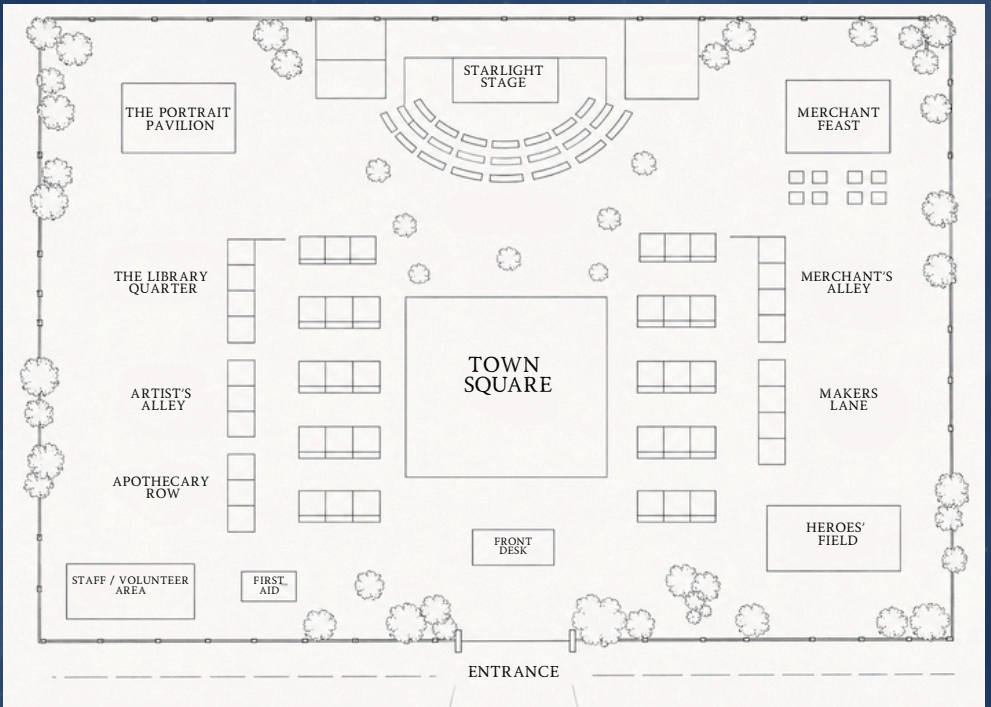 STARLIGHT
STAGE
THE PORTRAIT
PAVILION
MERCHANT
FEAST
THE LIBRARY
QUARTER
MERCHANT'S
ALLEY
TOWN
SQUARE
ARTIST'S
ALLEY
MAKERS
LANE
APOTHECARY
ROW
HEROES'
FIELD
FRONT
DESK
STAFF / VOLUNTEER
AREA
FIRST
AID
ENTRANCE